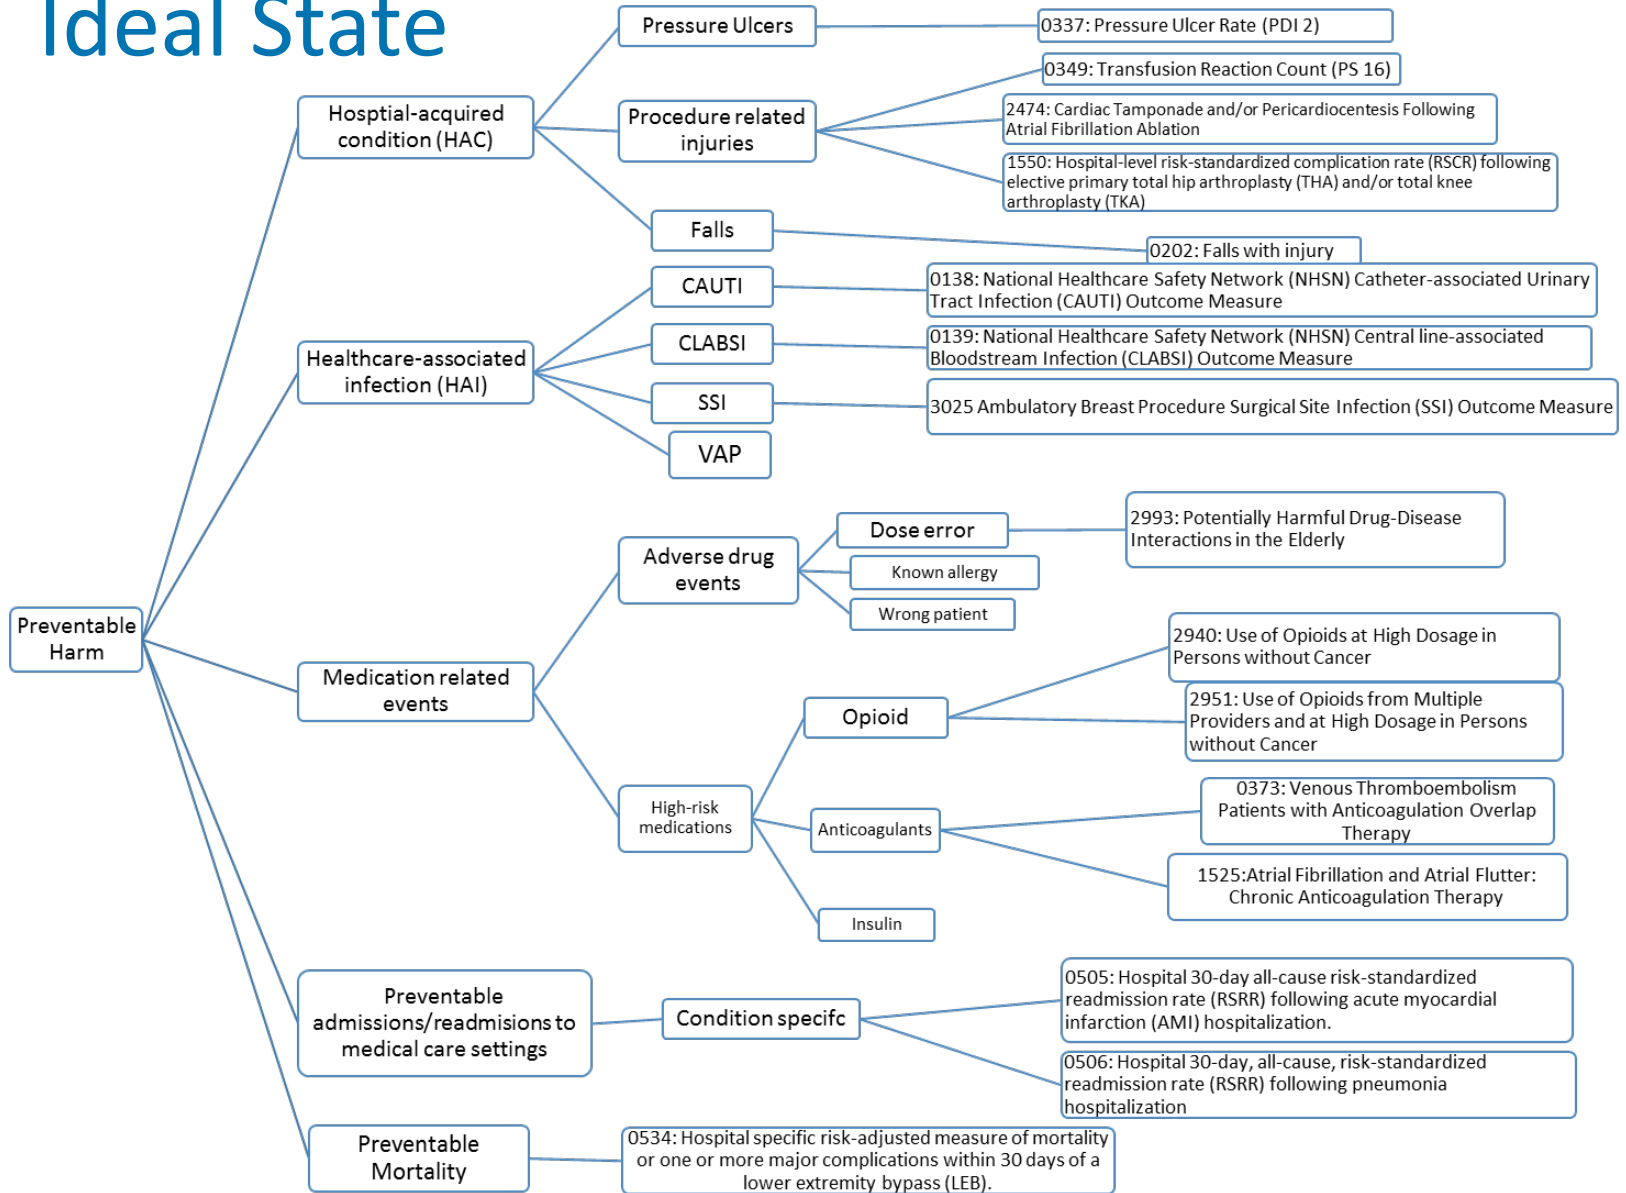 Ideal State
Pressure Ulcers
0337: Pressure Ulcer Rate (PDI 2)
0349: Transfusion Reaction Count (PS 16)
Hosptial-acquired
condition (HAC)
Procedure related
injuries
2474: Cardiac Tamponade and/or Pericardiocentesis Following
Atrial Fibrillation Ablation
1550: Hospital-level risk-standardized complication rate (RSCR) following
elective primary total hip arthroplasty (THA) and/or total knee
arthroplasty (TKA)
Falls
0202: Falls with injury
CAUTI
0138: National Healthcare Safety Network (NHSN) Catheter-associated Urinary
Tract Infection (CAUTI) Outcome Measure
Healthcare-associated
infection (HAI)
CLABSI
0139: National Healthcare Safety Network (NHSN) Central line-associated
Bloodstream Infection (CLABSI) Outcome Measure
SSI
3025 Ambulatory Breast Procedure Surgical Site Infection (SSI) Outcome Measure
VAP
Preventable
Harm
Medication related
events
Adverse drug
events
Dose error
2993: Potentially Harmful Drug-Disease
Interactions in the Elderly
Known allergy
Wrong patient
High-risk
medications
Opioid
2940: Use of Opioids at High Dosage in
Persons without Cancer
2951: Use of Opioids from Multiple
Providers and at High Dosage in Persons
without Cancer
Anticoagulants
0373: Venous Thromboembolism
Patients with Anticoagulation Overlap
Therapy
1525:Atrial Fibrillation and Atrial Flutter:
Chronic Anticoagulation Therapy
Insulin
Preventable
admissions/readmisions to
medical care settings
Condition specifc
0505: Hospital 30-day all-cause risk-standardized
readmission rate (RSRR) following acute myocardial
infarction (AMI) hospitalization.
0506: Hospital 30-day, all-cause, risk-standardized
readmission rate (RSRR) following pneumonia
hospitalization
Preventable
Mortality
0534: Hospital specific risk-adjusted measure of mortality
or one or more major complications within 30 days of a
lower extremity bypass (LEB).